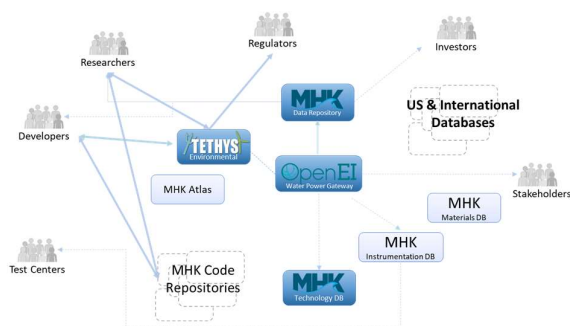 Regulators
Investors
Researchers
MHK
Data Repository
US & International
Databases
Developers
TETHYS
Environmental
OpenEI
Water Power Gateway
MHK Atlas
Stakeholders
MHK
Materials DB
MHK
Instrumentation DB
Test Centers
MHK Code
Repositories
MHK
Technology DB